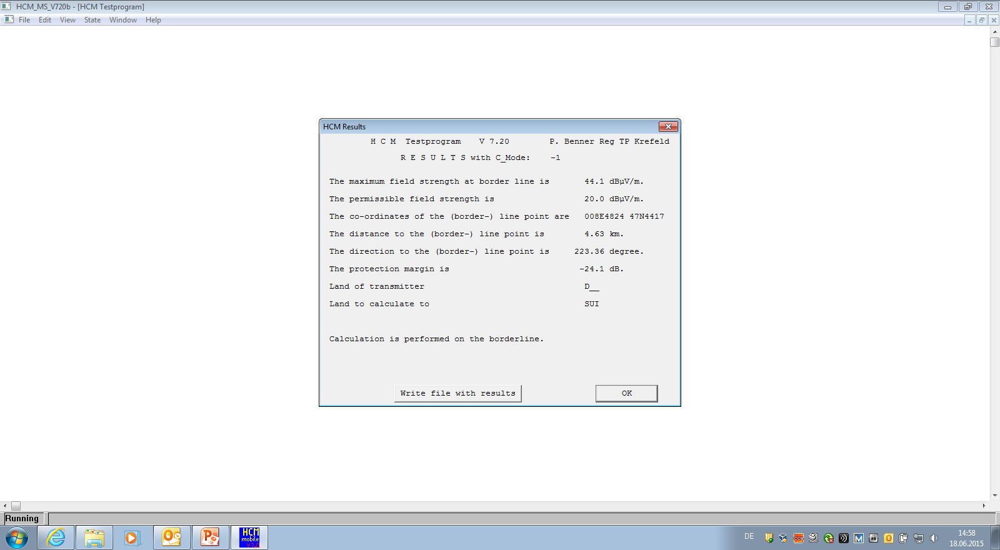 HCM_MS_V720b - [HCM Testprogram]
File Edit View State Window Help
HCM Results
H C M Testprogram V 7.20 P. Benner Reg TP Krefeld
R E S U L T S with C_Mode: -1
The maximum field strength at border line is 44.1 dBµV/m.
The permissible field strength is 20.0 dBµV/m.
The co-ordinates of the (border-) line point are 008E4824 47N4417
The distance to the (border-) line point is 4.63 km.
The direction to the (border-) line point is 223.36 degree.
The protection margin is -24.1 dB.
Land of transmitter D__
Land to calculate to SUI
Calculation is performed on the borderline.
Write file with results OK
Running
HCM
mobile
DE
14:58
18.06.2015